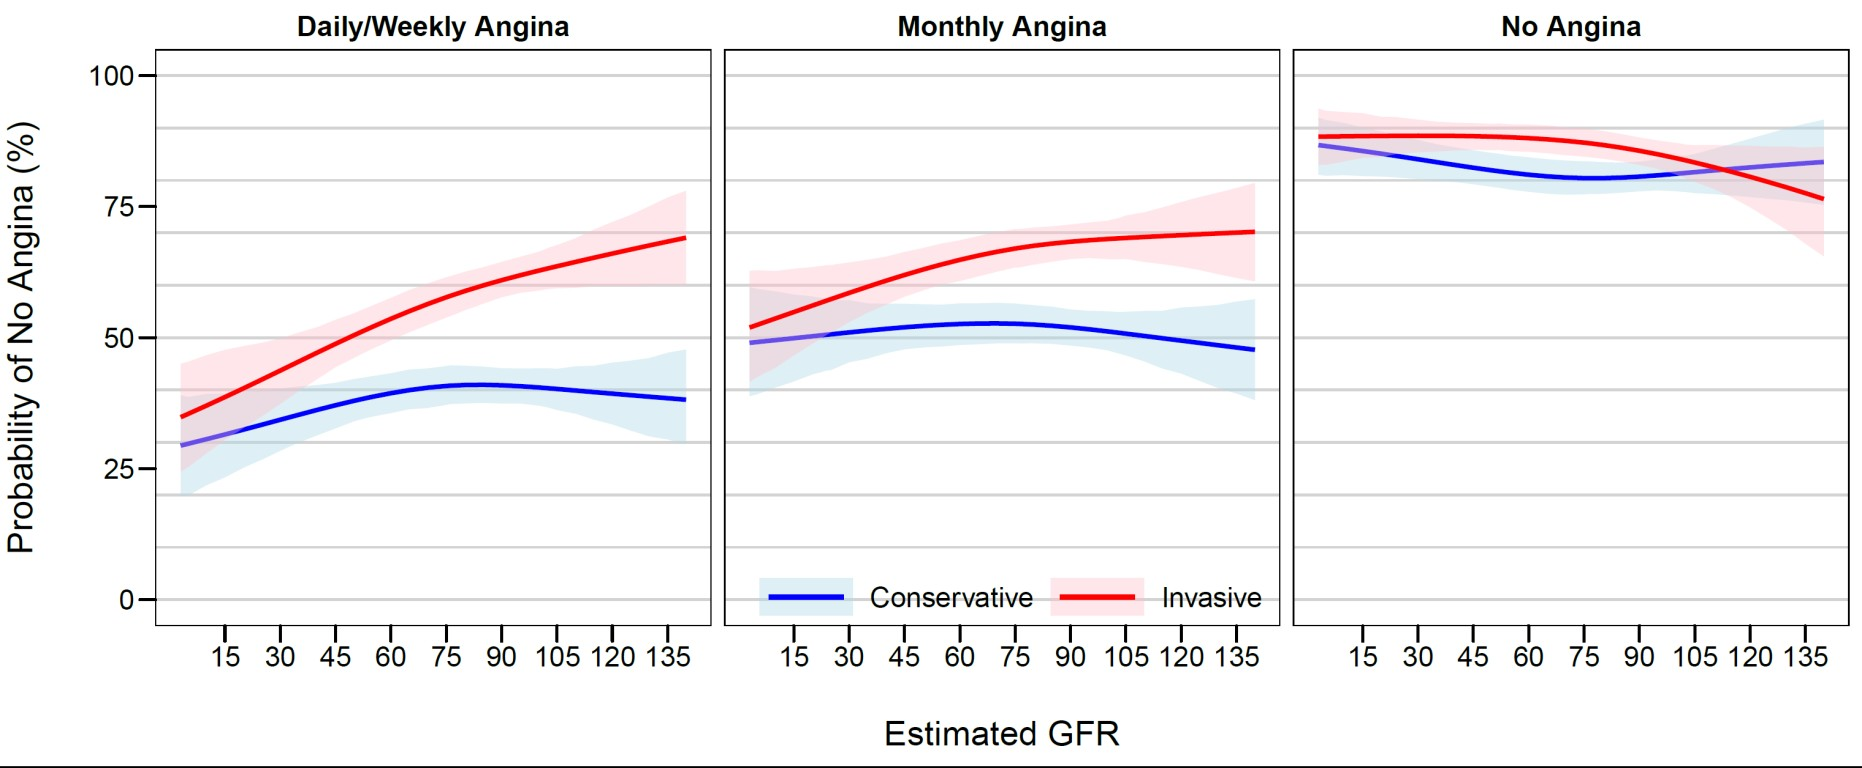 Daily/Weekly Angina Monthly Angina No Angina
Probability of No Angina (%)
100
75
50
25
0
Conservative Invasive
15 30 45 60 75 90 105 120 135 15 30 45 60 75 90 105 120 135 15 30 45 60 75 90 105 120 135
Estimated GFR